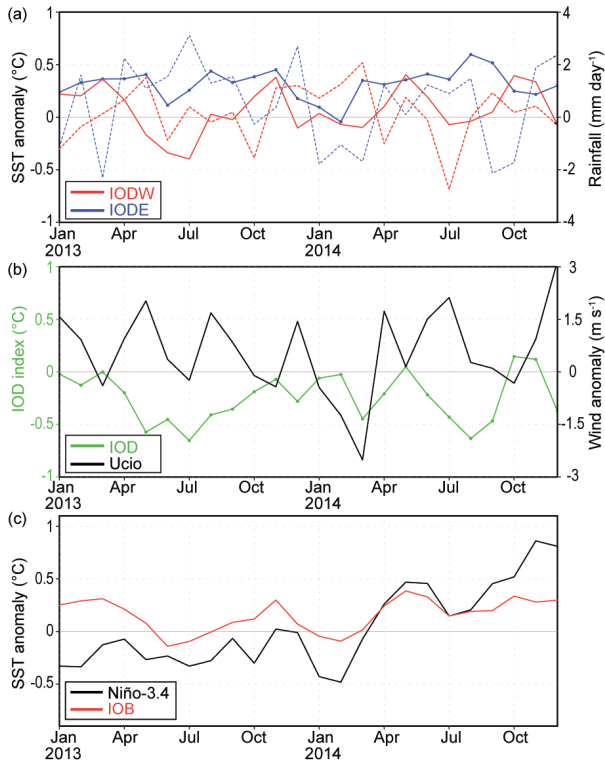 (a)
SST anomaly (°C)
1
0.5
0
-0.5
-1
4
2
0
-2
-4
Rainfall (mm day⁻¹)
IODW
IODE
Jan Apr Jul Oct Jan Apr Jul Oct
2013 2014
(b)
IOD index (°C)
1
0.5
0
-0.5
-1
3
1.5
0
-1.5
-3
Wind anomaly (m s⁻¹)
IOD
Ucio
Jan Apr Jul Oct Jan Apr Jul Oct
2013 2014
(c)
SST anomaly (°C)
1
0.5
0
-0.5
Niño-3.4
IOB
Jan Apr Jul Oct Jan Apr Jul Oct
2013 2014